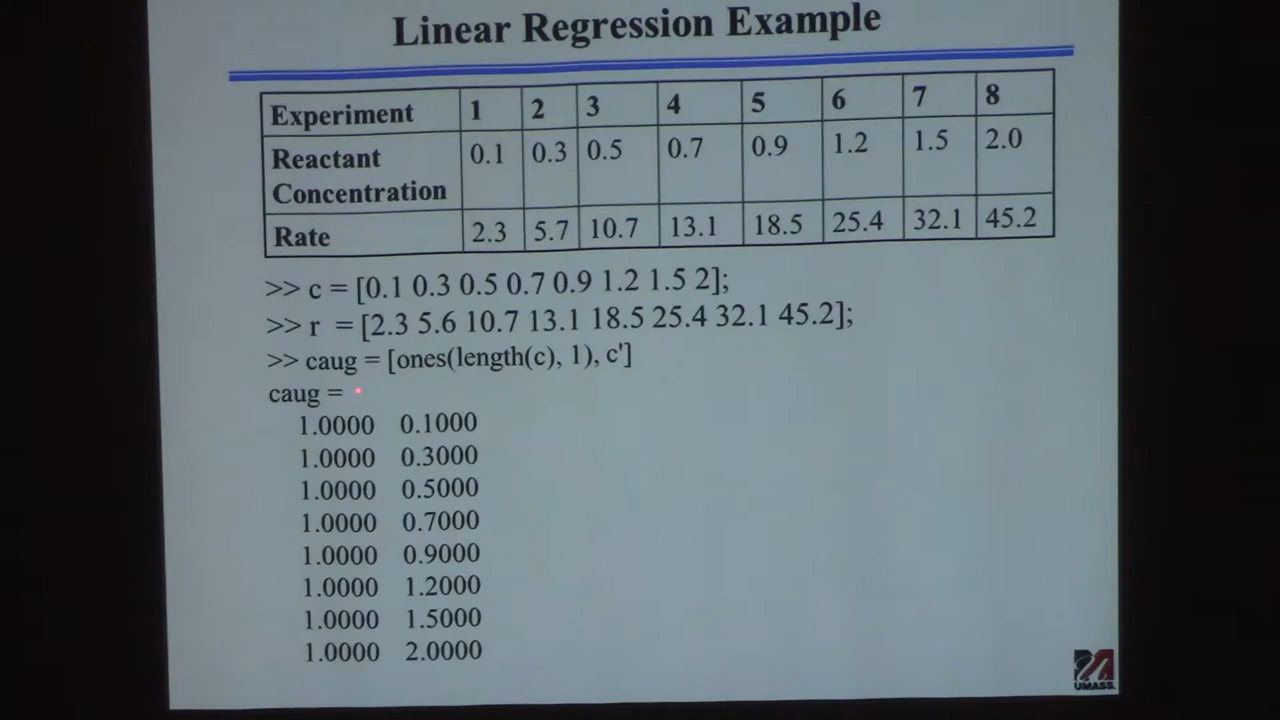 Linear Regression Example
Experiment 1 2 3 4 5 6 7 8
Reactant Concentration 0.1 0.3 0.5 0.7 0.9 1.2 1.5 2.0
Rate 2.3 5.7 10.7 13.1 18.5 25.4 32.1 45.2
>> c = [0.1 0.3 0.5 0.7 0.9 1.2 1.5 2];
>> r = [2.3 5.6 10.7 13.1 18.5 25.4 32.1 45.2];
>> caug = [ones(length(c), 1), c']
caug =
1.0000 0.1000
1.0000 0.3000
1.0000 0.5000
1.0000 0.7000
1.0000 0.9000
1.0000 1.2000
1.0000 1.5000
1.0000 2.0000
UMASS